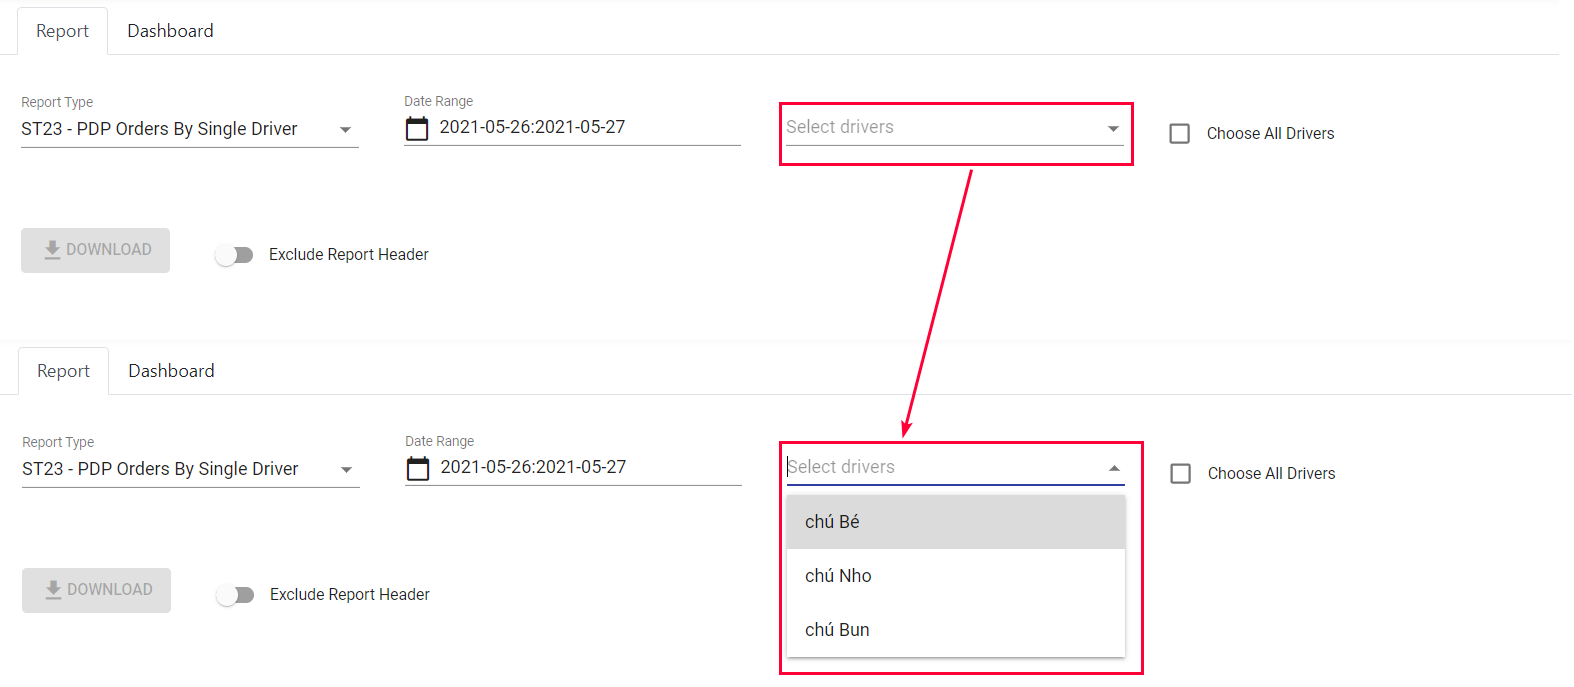 Report Dashboard
Report Type Date Range
ST23 - PDP Orders By Single Driver 2021-05-26:2021-05-27 Select drivers Choose All Drivers
DOWNLOAD Exclude Report Header
Report Dashboard
Report Type Date Range
ST23 - PDP Orders By Single Driver 2021-05-26:2021-05-27 Select drivers Choose All Drivers
chú Bé
chú Nho
DOWNLOAD Exclude Report Header
chú Bun